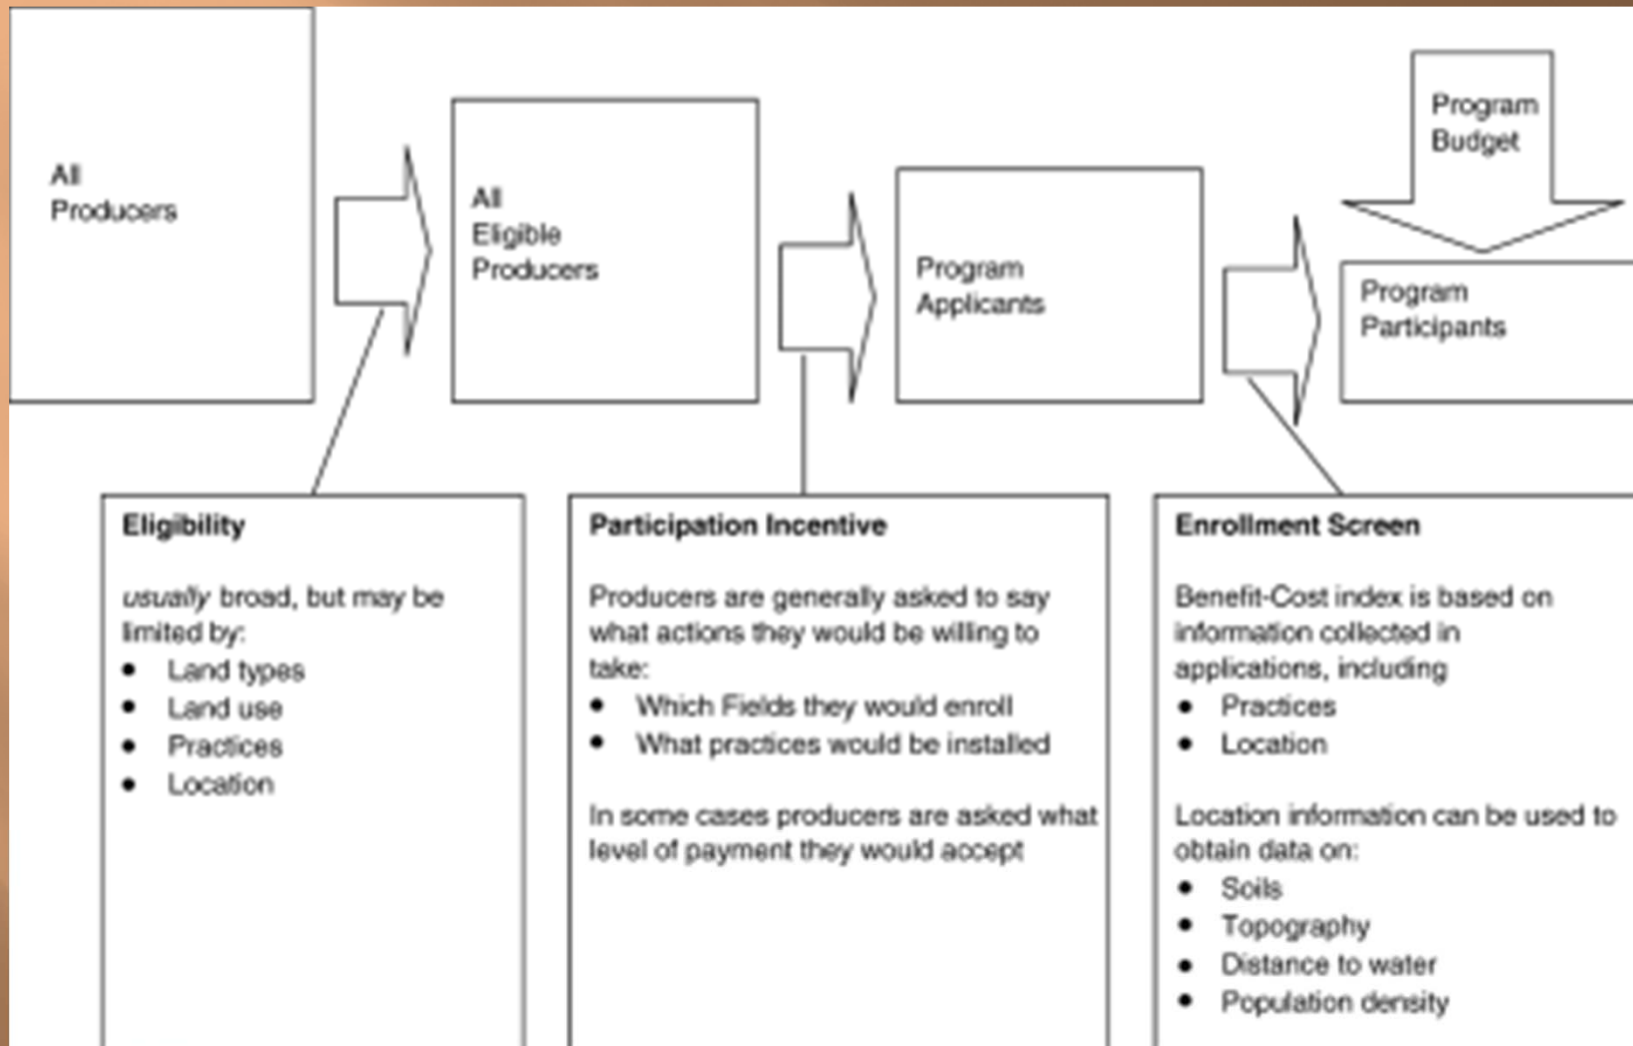 All
Producers
All
Eligible
Producers
Program
Applicants
Program
Budget
Program
Participants
Eligibility
usually broad, but may be
limited by:
● Land types
● Land use
● Practices
● Location
Participation Incentive
Producers are generally asked to say
what actions they would be willing to
take:
● Which Fields they would enroll
● What practices would be installed
In some cases producers are asked what
level of payment they would accept
Enrollment Screen
Benefit-Cost index is based on
information collected in
applications, including
● Practices
● Location
Location information can be used to
obtain data on:
● Soils
● Topography
● Distance to water
● Population density